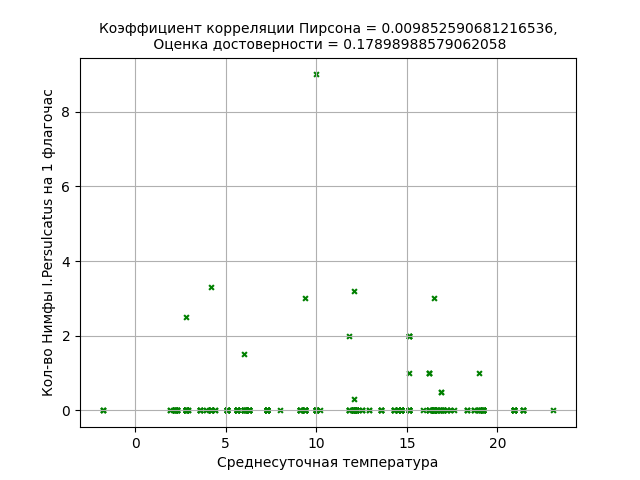 Коэффициент корреляции Пирсона = 0.009852590681216536,
Оценка достоверности = 0.17898988579062058
Кол-во Нимфы I.Persulcatus на 1 флагочас
8
6
4
2
0
0 5 10 15 20
Среднесуточная температура